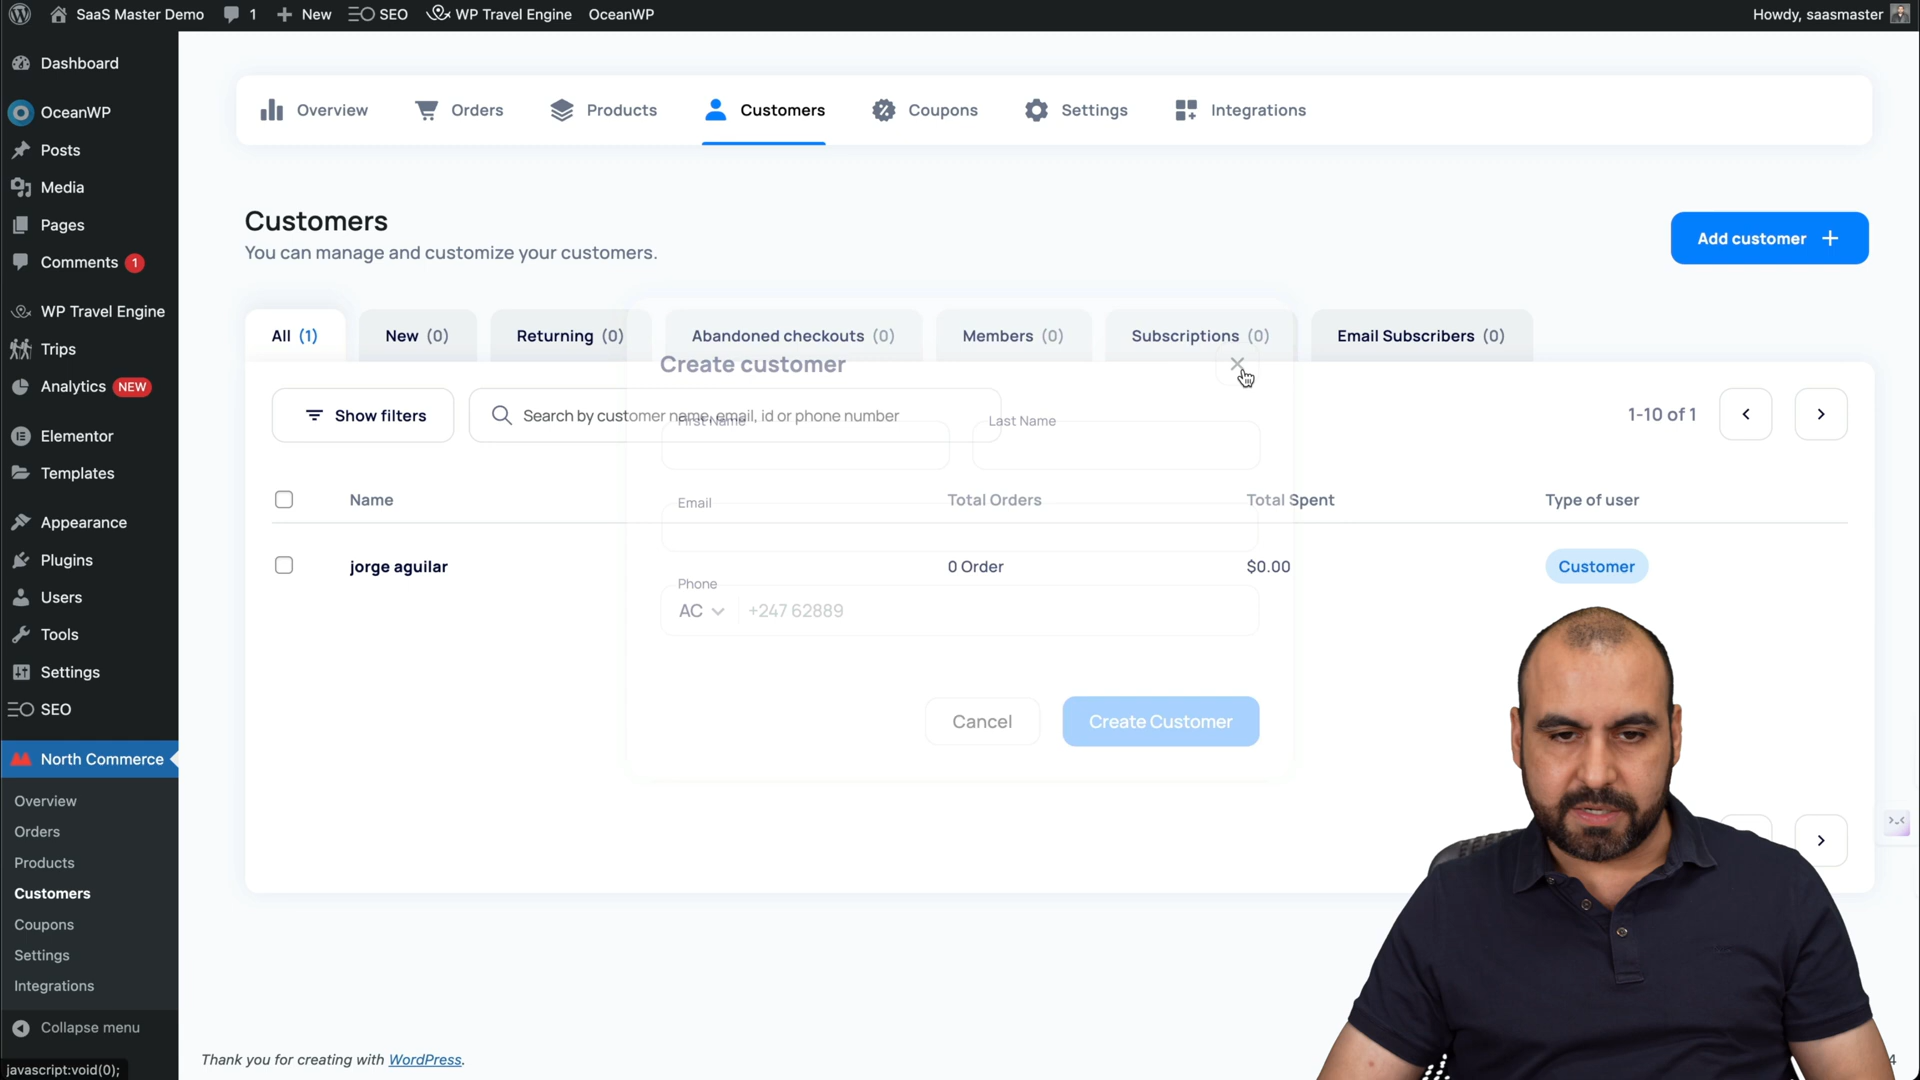 SaaS Master Demo 1 New SEO WP Travel Engine OceanWP Howdy, saasmaster
Dashboard
OceanWP
Posts
Media
Pages
Comments 1
WP Travel Engine
Trips
Analytics NEW
Elementor
Templates
Appearance
Plugins
Users
Tools
Settings
SEO
North Commerce
Overview
Orders
Products
Customers
Coupons
Settings
Integrations
Collapse menu
javascript:void(0);
Overview Orders Products Customers Coupons Settings Integrations
Customers
You can manage and customize your customers.
Add customer
All (1) New (0) Returning (0) Abandoned checkouts (0) Members (0) Subscriptions (0) Email Subscribers (0)
Create customer
Show filters Search by customer name, email, id or phone number 1-10 of 1
First Name Last Name
Name Total Orders Total Spent Type of user
Email
jorge aguilar 0 Order $0.00 Customer
Phone
AC +247 62889
Cancel Create Customer
Thank you for creating with WordPress.